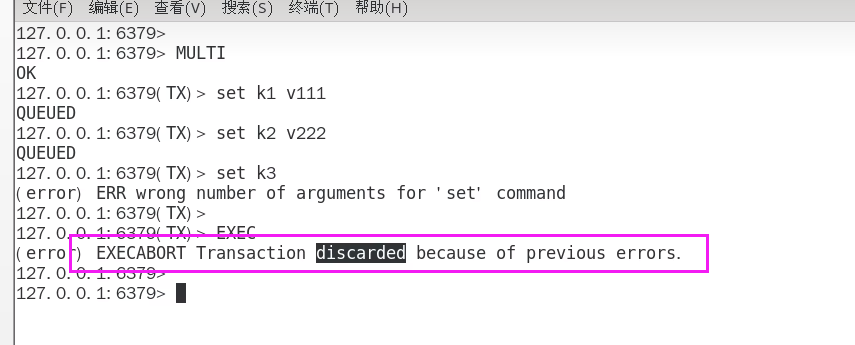 文件(F) 编辑(E) 查看(V) 搜索(S) 终端(T) 帮助(H)
127.0.0.1:6379>
127.0.0.1:6379> MULTI
OK
127.0.0.1:6379(TX)> set k1 v111
QUEUED
127.0.0.1:6379(TX)> set k2 v222
QUEUED
127.0.0.1:6379(TX)> set k3
(error) ERR wrong number of arguments for 'set' command
127.0.0.1:6379(TX)>
127.0.0.1:6379(TX)> EXEC
(error) EXECABORT Transaction discarded because of previous errors.
127.0.0.1:6379>
127.0.0.1:6379>